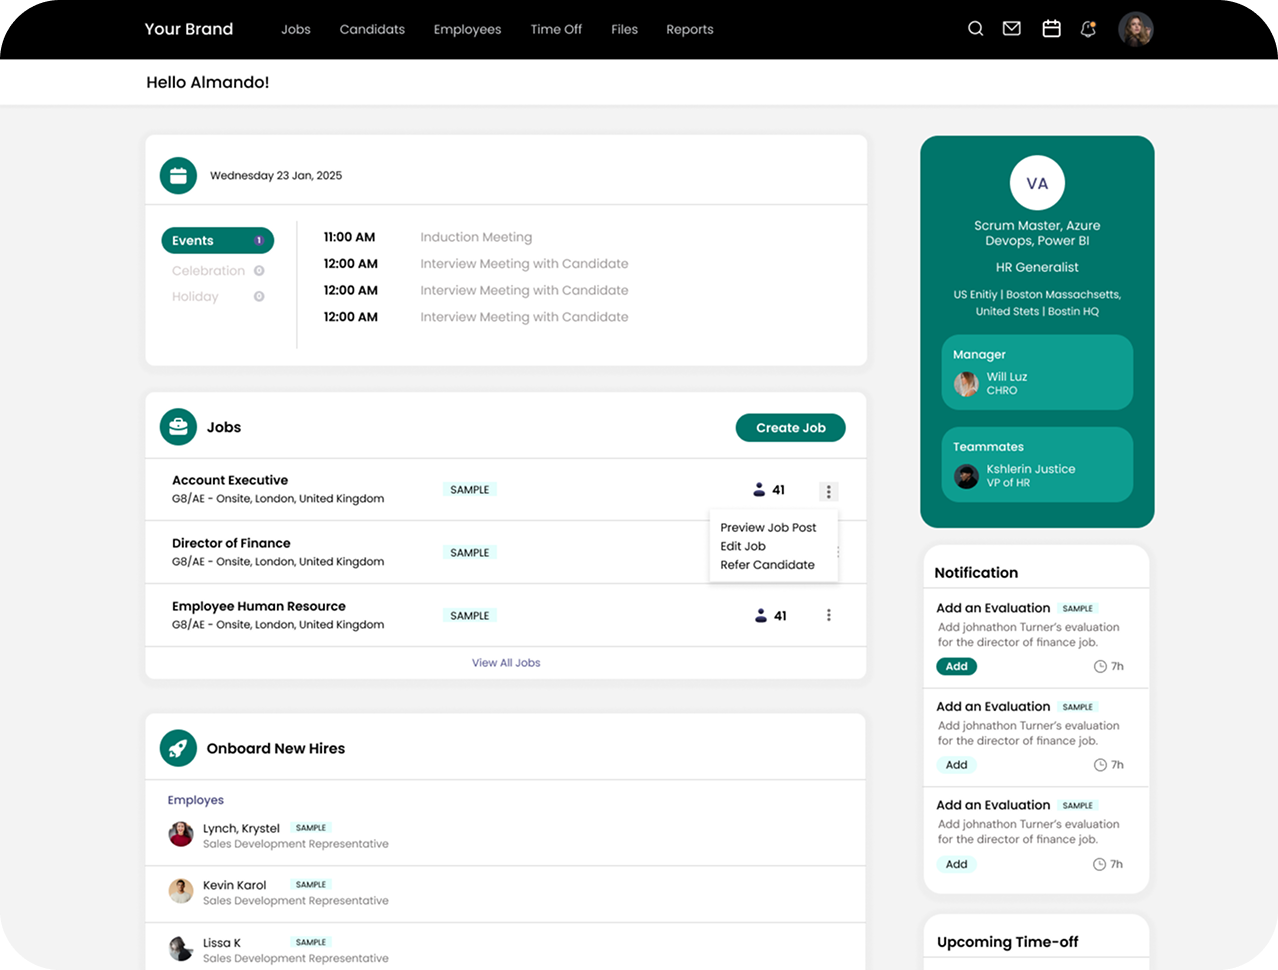 Your Brand
Jobs
Candidats
Employees
Time Off
Files
Reports
Hello Almando!
Wednesday 23 Jan, 2025
Events 1
Celebration 0
Holiday 0
11:00 AM Induction Meeting
12:00 AM Interview Meeting with Candidate
12:00 AM Interview Meeting with Candidate
12:00 AM Interview Meeting with Candidate
Jobs
Create Job
Account Executive
G8/AE - Onsite, London, United Kingdom
SAMPLE
41
Preview Job Post
Edit Job
Refer Candidate
Director of Finance
G8/AE - Onsite, London, United Kingdom
SAMPLE
Employee Human Resource
G8/AE - Onsite, London, United Kingdom
SAMPLE
41
View All Jobs
Onboard New Hires
Employes
Lynch, Krystel SAMPLE
Sales Development Representative
Kevin Karol SAMPLE
Sales Development Representative
Lissa K SAMPLE
Sales Development Representative
VA
Scrum Master, Azure
Devops, Power BI
HR Generalist
US Enitiy | Boston Massachsetts,
United Stets | Bostin HQ
Manager
Will Luz
CHRO
Teammates
Kshlerin Justice
VP of HR
Notification
Add an Evaluation SAMPLE
Add johnathon Turner's evaluation
for the director of finance job.
Add 7h
Add an Evaluation SAMPLE
Add johnathon Turner's evaluation
for the director of finance job.
Add 7h
Add an Evaluation SAMPLE
Add johnathon Turner's evaluation
for the director of finance job.
Add 7h
Upcoming Time-off